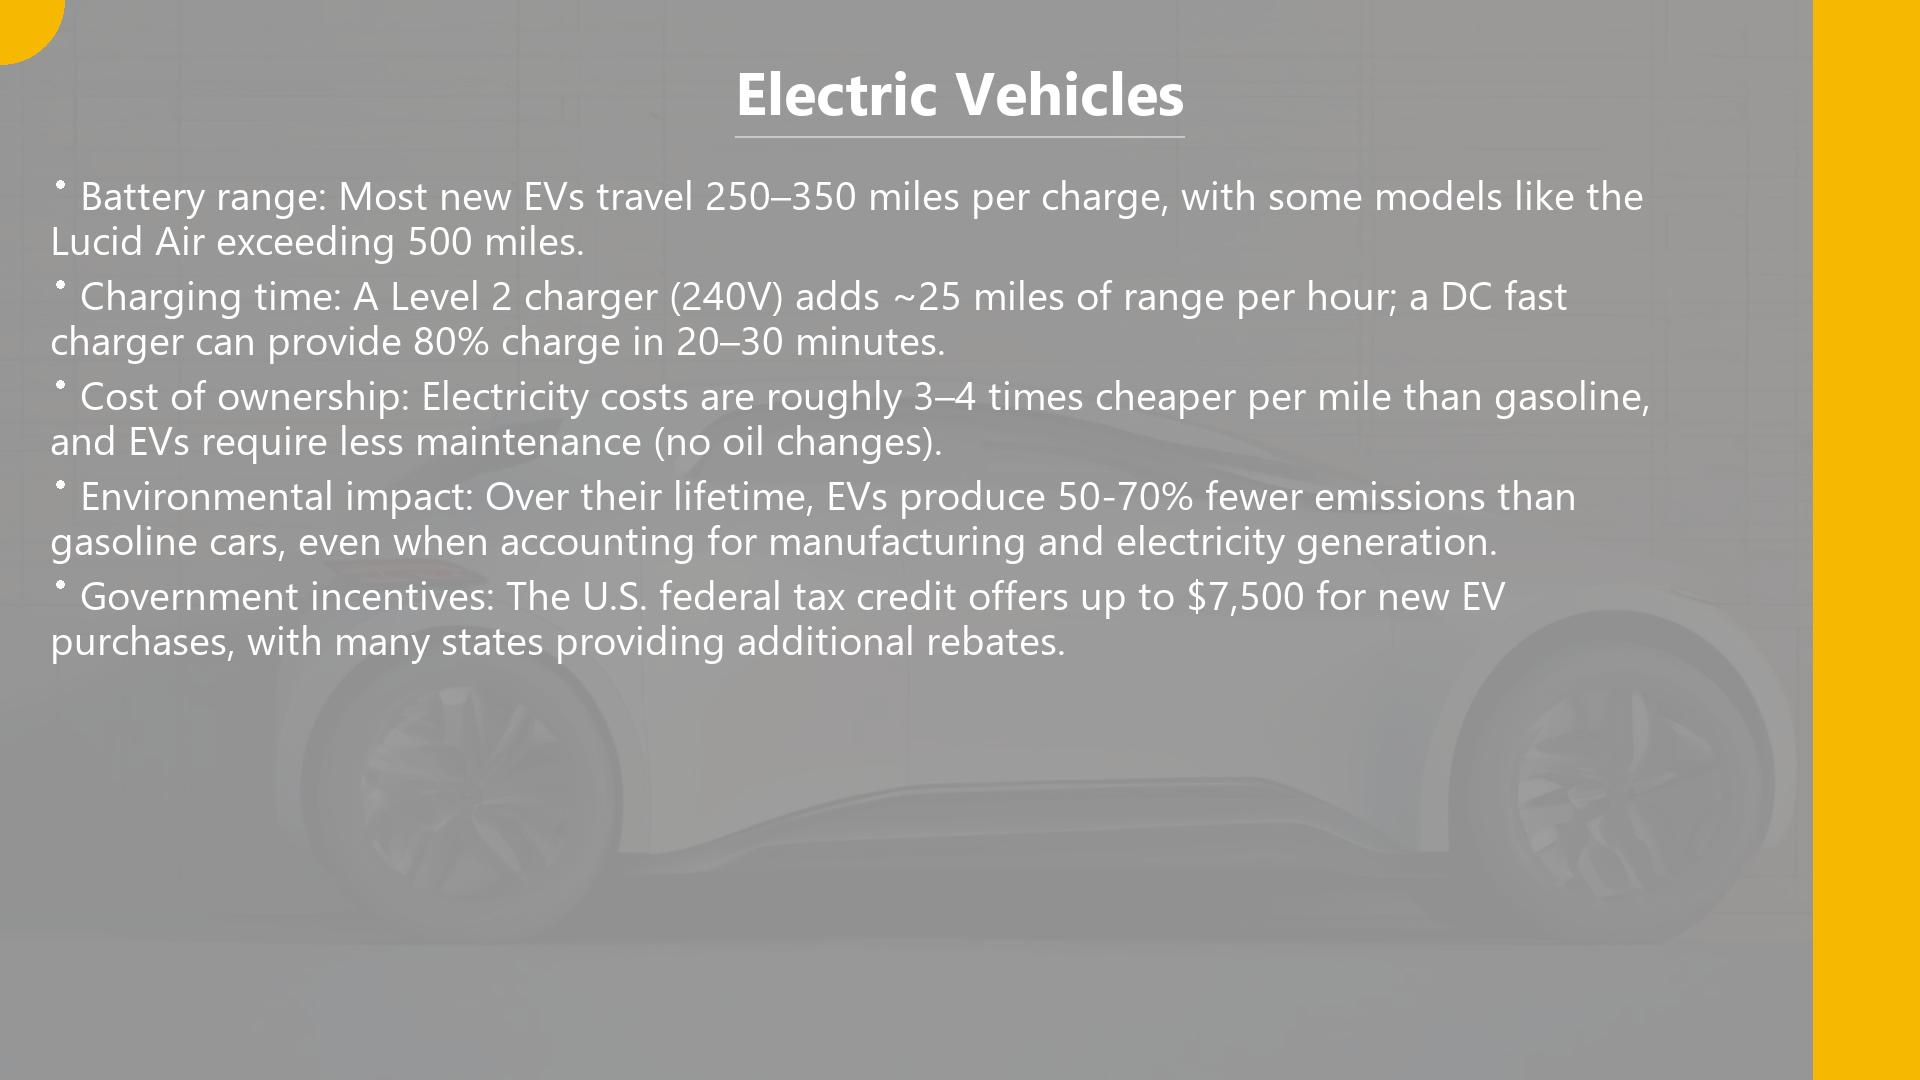 Electric Vehicles
• Battery range: Most new EVs travel 250–350 miles per charge, with some models like the
Lucid Air exceeding 500 miles.
• Charging time: A Level 2 charger (240V) adds ~25 miles of range per hour; a DC fast
charger can provide 80% charge in 20–30 minutes.
• Cost of ownership: Electricity costs are roughly 3–4 times cheaper per mile than gasoline,
and EVs require less maintenance (no oil changes).
• Environmental impact: Over their lifetime, EVs produce 50-70% fewer emissions than
gasoline cars, even when accounting for manufacturing and electricity generation.
• Government incentives: The U.S. federal tax credit offers up to $7,500 for new EV
purchases, with many states providing additional rebates.